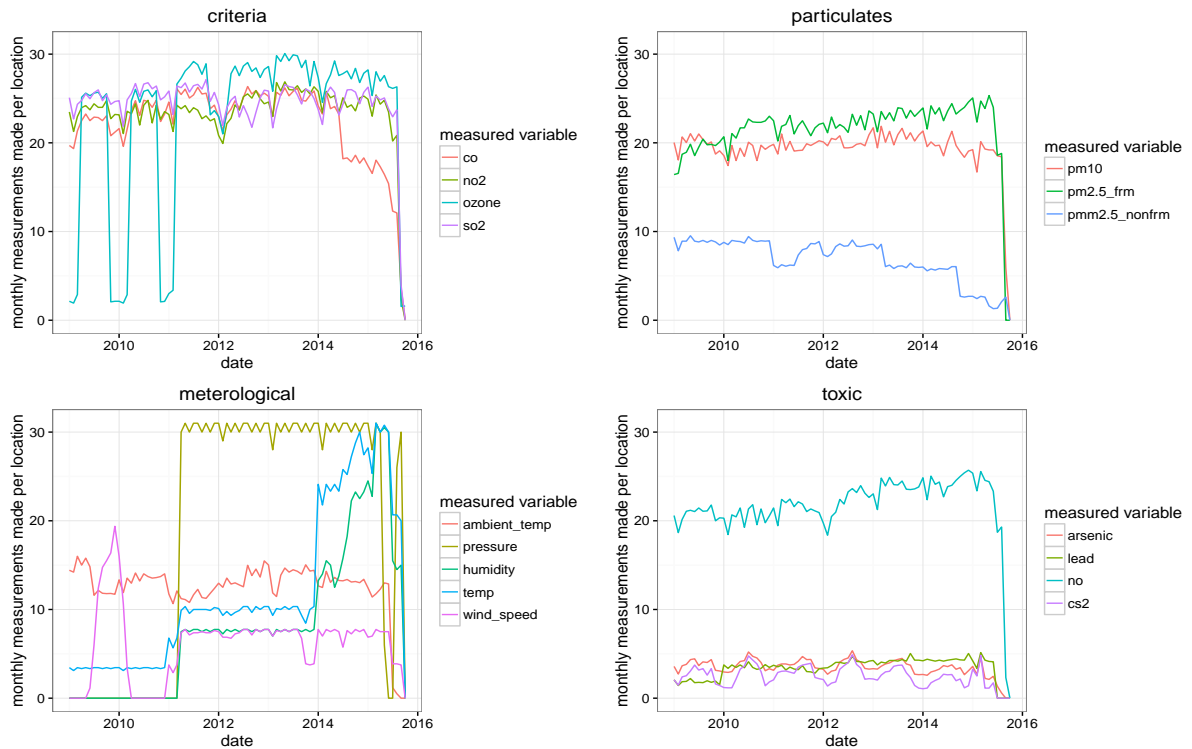 criteria
monthly measurements made per location
30
20
10
0
2010 2012 2014 2016
date
measured variable
co
no2
ozone
so2
particulates
monthly measurements made per location
30
20
10
0
2010 2012 2014 2016
date
measured variable
pm10
pm2.5_frm
pmm2.5_nonfrm
meterological
monthly measurements made per location
30
20
10
0
2010 2012 2014 2016
date
measured variable
ambient_temp
pressure
humidity
temp
wind_speed
toxic
monthly measurements made per location
30
20
10
0
2010 2012 2014 2016
date
measured variable
arsenic
lead
no
cs2